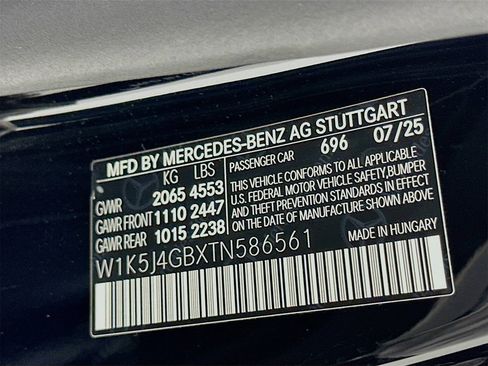 MFD BY MERCEDES-BENZ AG STUTTGART
KG LBS
GVWR 2065 4553
GAWR FRONT 1110 2447
GAWR REAR 1015 2238
PASSENGER CAR 696 07/25
THIS VEHICLE CONFORMS TO ALL APPLICABLE
U.S. FEDERAL MOTOR VEHICLE SAFETY,BUMPER
AND THEFT PREVENTION STANDARDS IN EFFECT
ON THE DATE OF MANUFACTURE SHOWN ABOVE
W1K5J4GBXTN586561
MADE IN HUNGARY